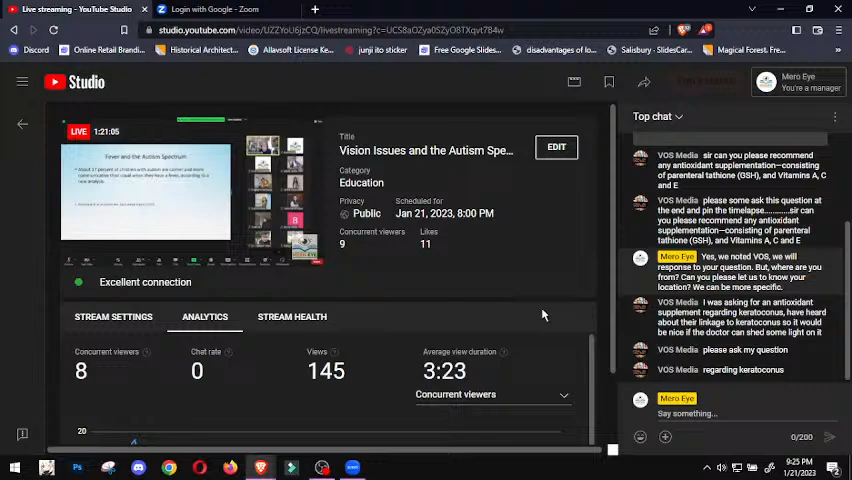 Live streaming - YouTube Studio
Login with Google - Zoom
studio.youtube.com/video/UZZYoU6jzCQ/livestreaming?c=UCS8aOZya0SZyO8TXqvt7B4w
Discord
Online Retail Brandi...
Historical Architect...
Allavsoft License Ke...
junji ito sticker
Free Google Slides...
disadvantages of lo...
Salisbury - SlidesCar...
Magical Forest. Fre...
Studio
Mero Eye
You're a manager
LIVE 1:21:05
Fever and the Autism Spectrum
Title
Vision Issues and the Autism Spe...
EDIT
Category
Education
Privacy
Public
Scheduled for
Jan 21, 2023, 8:00 PM
Concurrent viewers
9
Likes
11
Excellent connection
STREAM SETTINGS
ANALYTICS
STREAM HEALTH
Concurrent viewers
8
Chat rate
0
Views
145
Average view duration
3:23
Concurrent viewers
20
Top chat
VOS Media sir can you please recommend
any antioxidant supplementation—consisting
of parenteral tathione (GSH), and Vitamins A, C
and E
VOS Media please some ask this question at
the end and pin the timelapse............sir can
you please recommend any antioxidant
supplementation—consisting of parenteral
tathione (GSH), and Vitamins A, C and E
Mero Eye Yes, we noted VOS, we will
response to your question. But, where are you
from? Can you please let us to know your
location? We can be more specific.
VOS Media I was asking for an antioxidant
supplement regarding keratoconus, have heard
about their linkage to keratoconus so it would
be nice if the doctor can shed some light on it
VOS Media please ask my question
VOS Media regarding keratoconus
Mero Eye
Say something...
0/200
9:25 PM
1/21/2023